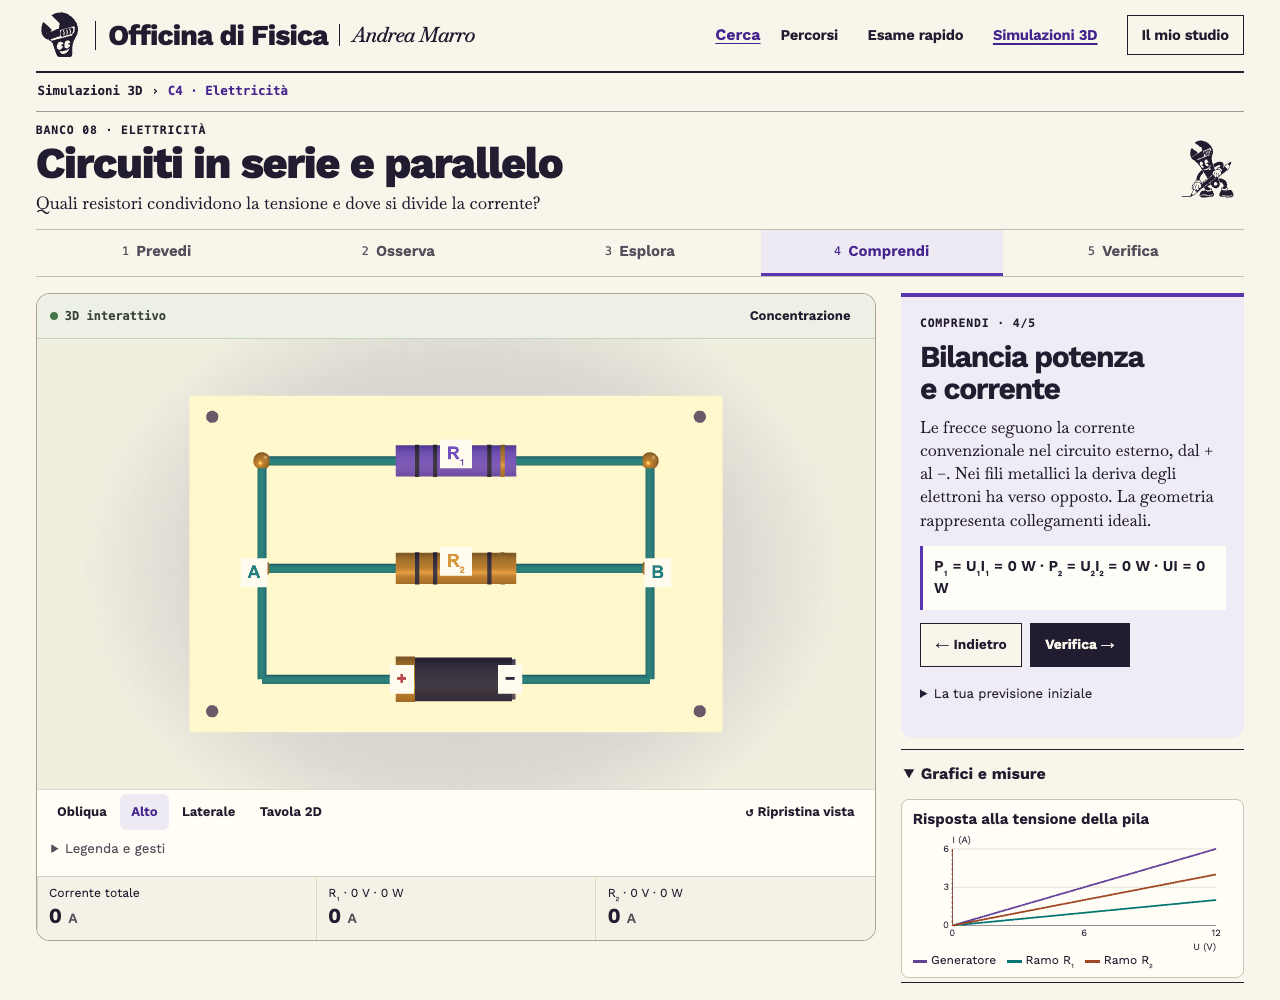 Officina di Fisica
Andrea Marro
Cerca
Percorsi
Esame rapido
Simulazioni 3D
Il mio studio
Simulazioni 3D › C4 · Elettricità
BANCO 08 · ELETTRICITÀ
Circuiti in serie e parallelo
Quali resistori condividono la tensione e dove si divide la corrente?
1 Prevedi
2 Osserva
3 Esplora
4 Comprendi
5 Verifica
3D interattivo
Concentrazione
R₁
R₂
A
B
+
−
Obliqua
Alto
Laterale
Tavola 2D
↺ Ripristina vista
▶ Legenda e gesti
Corrente totale
0 A
R₁ · 0 V · 0 W
0 A
R₂ · 0 V · 0 W
0 A
COMPRENDI · 4/5
Bilancia potenza
e corrente
Le frecce seguono la corrente
convenzionale nel circuito esterno, dal +
al −. Nei fili metallici la deriva degli
elettroni ha verso opposto. La geometria
rappresenta collegamenti ideali.
P₁ = U₁I₁ = 0 W · P₂ = U₂I₂ = 0 W · UI = 0
W
← Indietro
Verifica →
▶ La tua previsione iniziale
▼ Grafici e misure
Risposta alla tensione della pila
I (A)
6
3
0
0
6
12
U (V)
Generatore
Ramo R₁
Ramo R₂